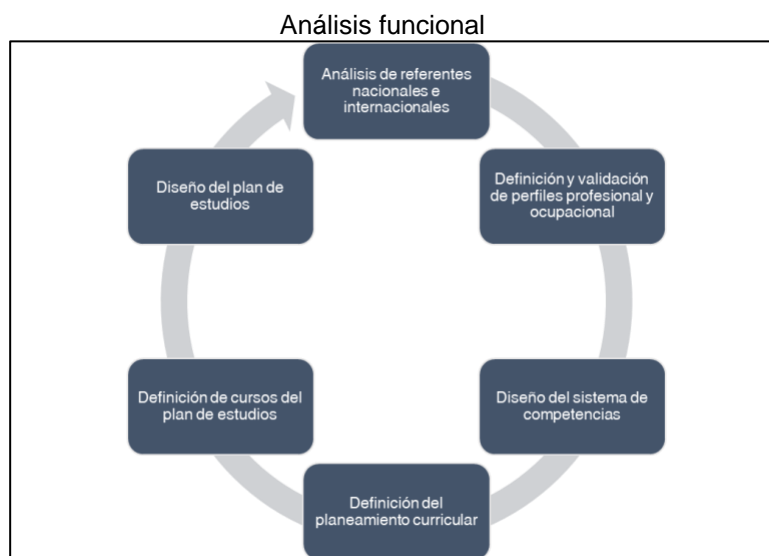 Análisis funcional
Análisis de referentes
nacionales e
internacionales
Definición y validación
de perfiles profesional y
ocupacional
Diseño del sistema de
competencias
Definición del
planeamiento curricular
Definición de cursos del
plan de estudios
Diseño del plan de
estudios